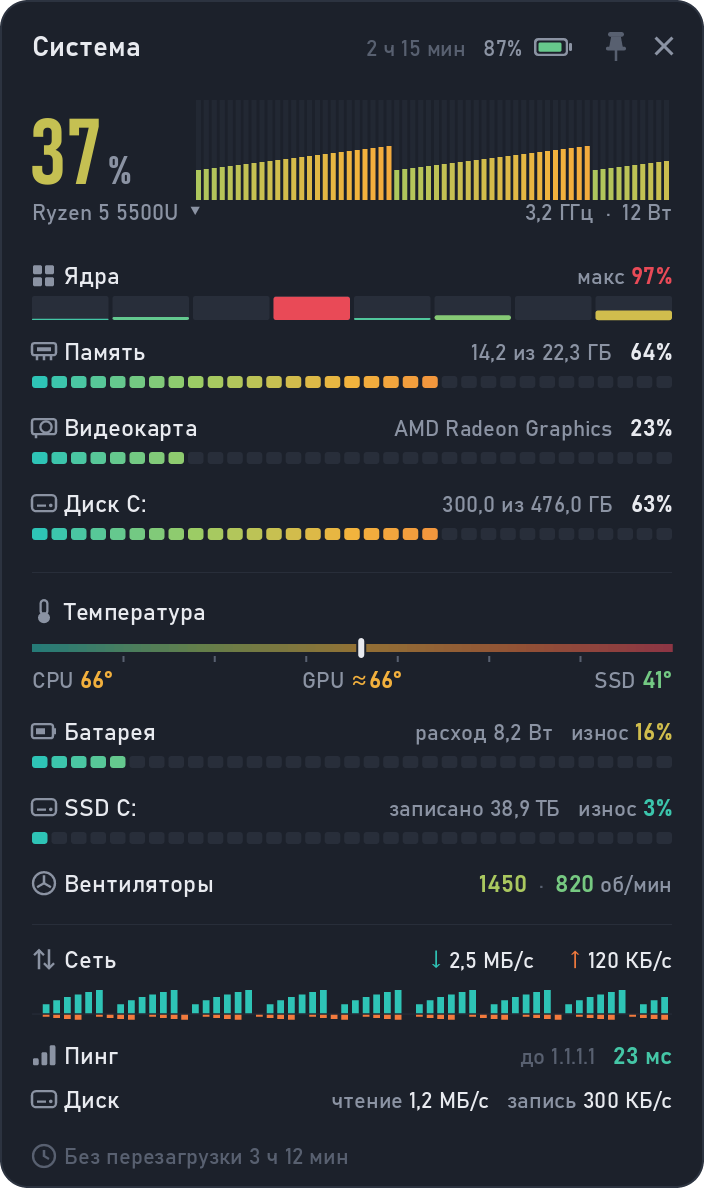 Система 2 ч 15 мин 87%
37 %
Ryzen 5 5500U ▼ 3,2 ГГц · 12 Вт
Ядра макс 97%
Память 14,2 из 22,3 ГБ 64%
Видеокарта AMD Radeon Graphics 23%
Диск C: 300,0 из 476,0 ГБ 63%
Температура
CPU 66° GPU ≈66° SSD 41°
Батарея расход 8,2 Вт износ 16%
SSD C: записано 38,9 ТБ износ 3%
Вентиляторы 1450 · 820 об/мин
Сеть ↓ 2,5 МБ/с ↑ 120 КБ/с
Пинг до 1.1.1.1 23 мс
Диск чтение 1,2 МБ/с запись 300 КБ/с
Без перезагрузки 3 ч 12 мин